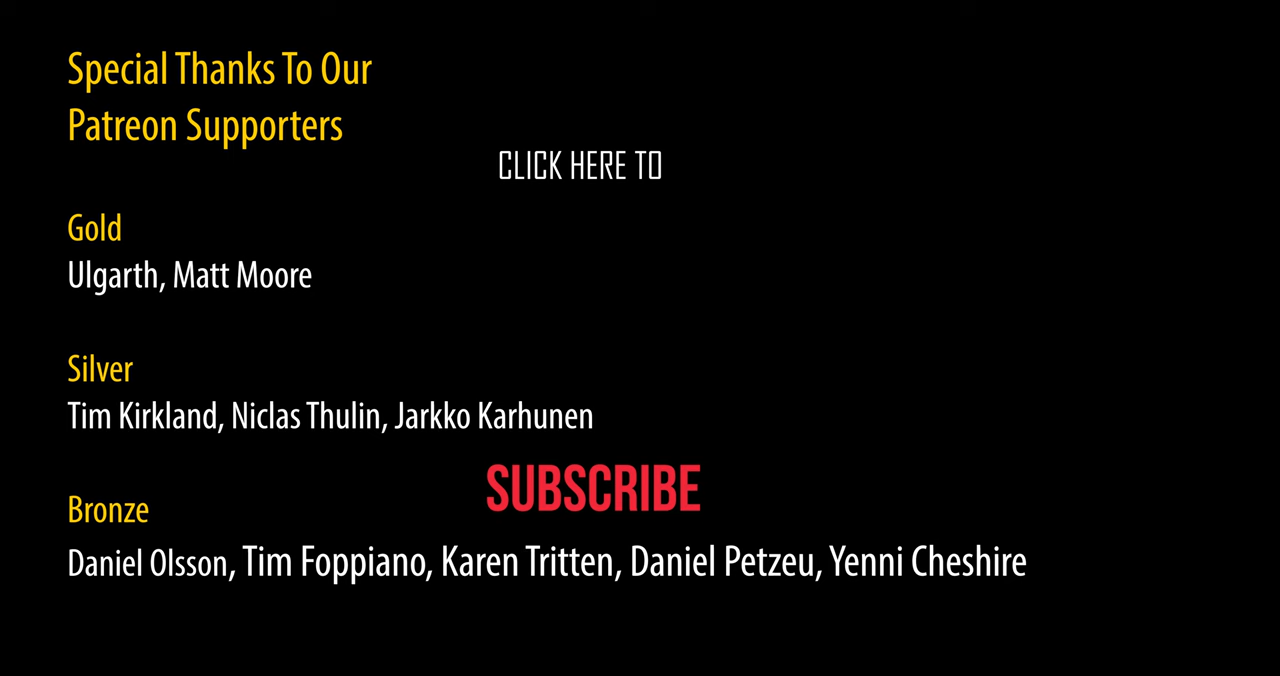 Special Thanks To Our
Patreon Supporters
CLICK HERE TO
Gold
Ulgarth, Matt Moore
Silver
Tim Kirkland, Niclas Thulin, Jarkko Karhunen
SUBSCRIBE
Bronze
Daniel Olsson, Tim Foppiano, Karen Tritten, Daniel Petzeu, Yenni Cheshire